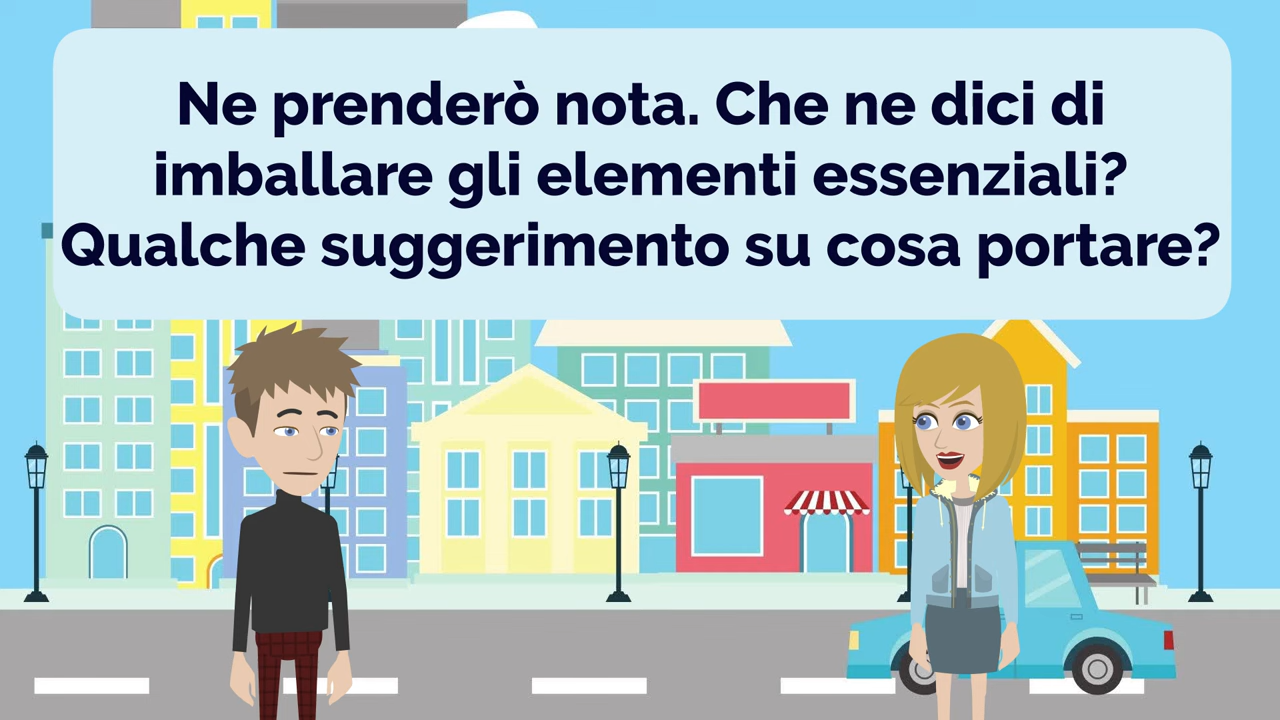 Ne prenderò nota. Che ne dici di
imballare gli elementi essenziali?
Qualche suggerimento su cosa portare?